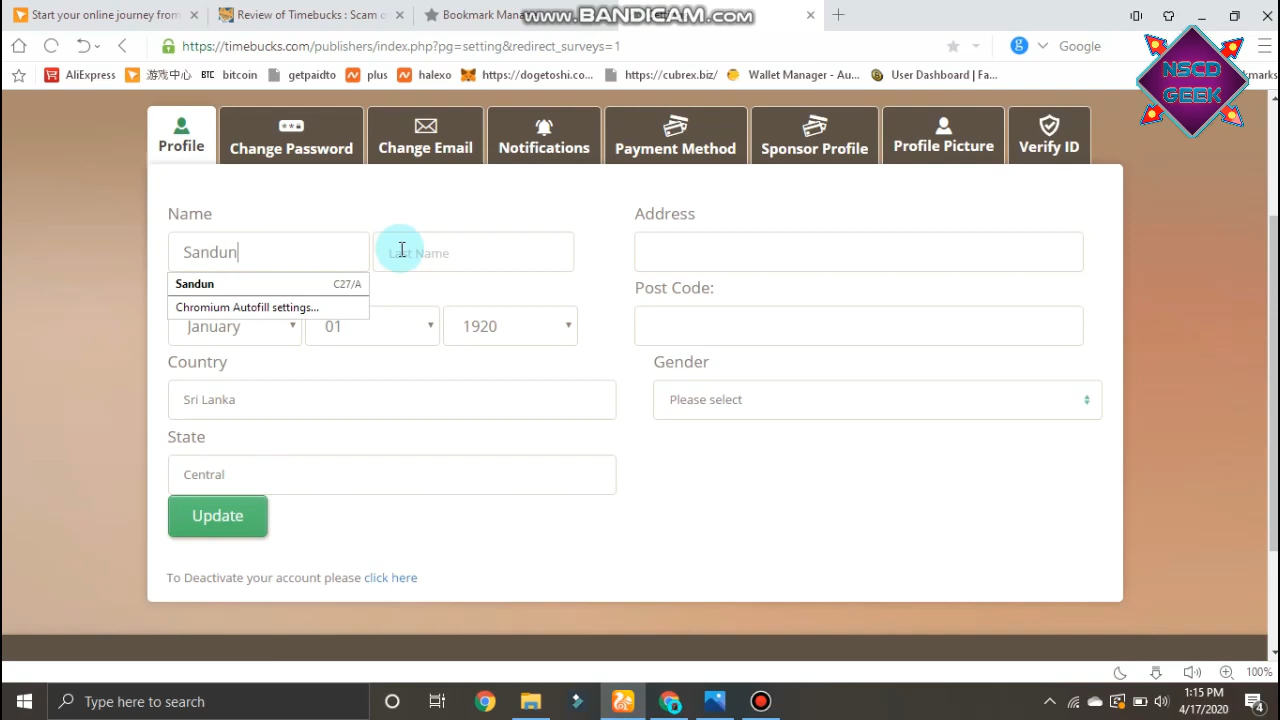 Start your online journey from
Review of Timebucks : Scam o
Bookmark Mana
www.BANDICAM.com
https://timebucks.com/publishers/index.php?pg=setting&redirect_surveys=1
Google
AliExpress
游戏中心
BTC bitcoin
getpaidto
plus
halexo
https://dogetoshi.co...
https://cubrex.biz/
Wallet Manager - Au...
User Dashboard | Fa...
NSCD
GEEK
Profile
Change Password
Change Email
Notifications
Payment Method
Sponsor Profile
Profile Picture
Verify ID
Name
Address
Sandun
Last Name
Sandun C27/A
Chromium Autofill settings...
Post Code:
January
01
1920
Country
Gender
Sri Lanka
Please select
State
Central
Update
To Deactivate your account please click here
100%
Type here to search
1:15 PM
4/17/2020
4